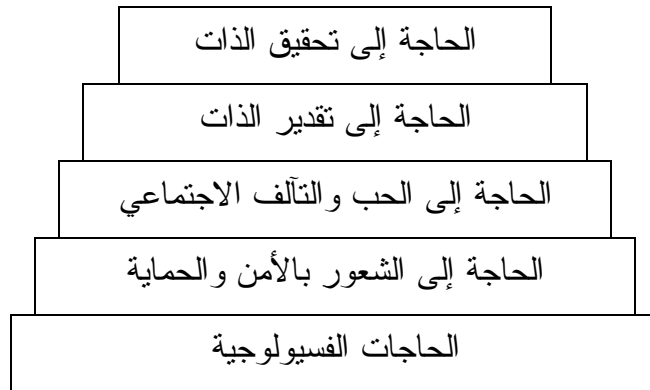 الحاجة إلى تحقيق الذات
الحاجة إلى تقدير الذات
الحاجة إلى الحب والتآلف الاجتماعي
الحاجة إلى الشعور بالأمن والحماية
الحاجات الفسيولوجية